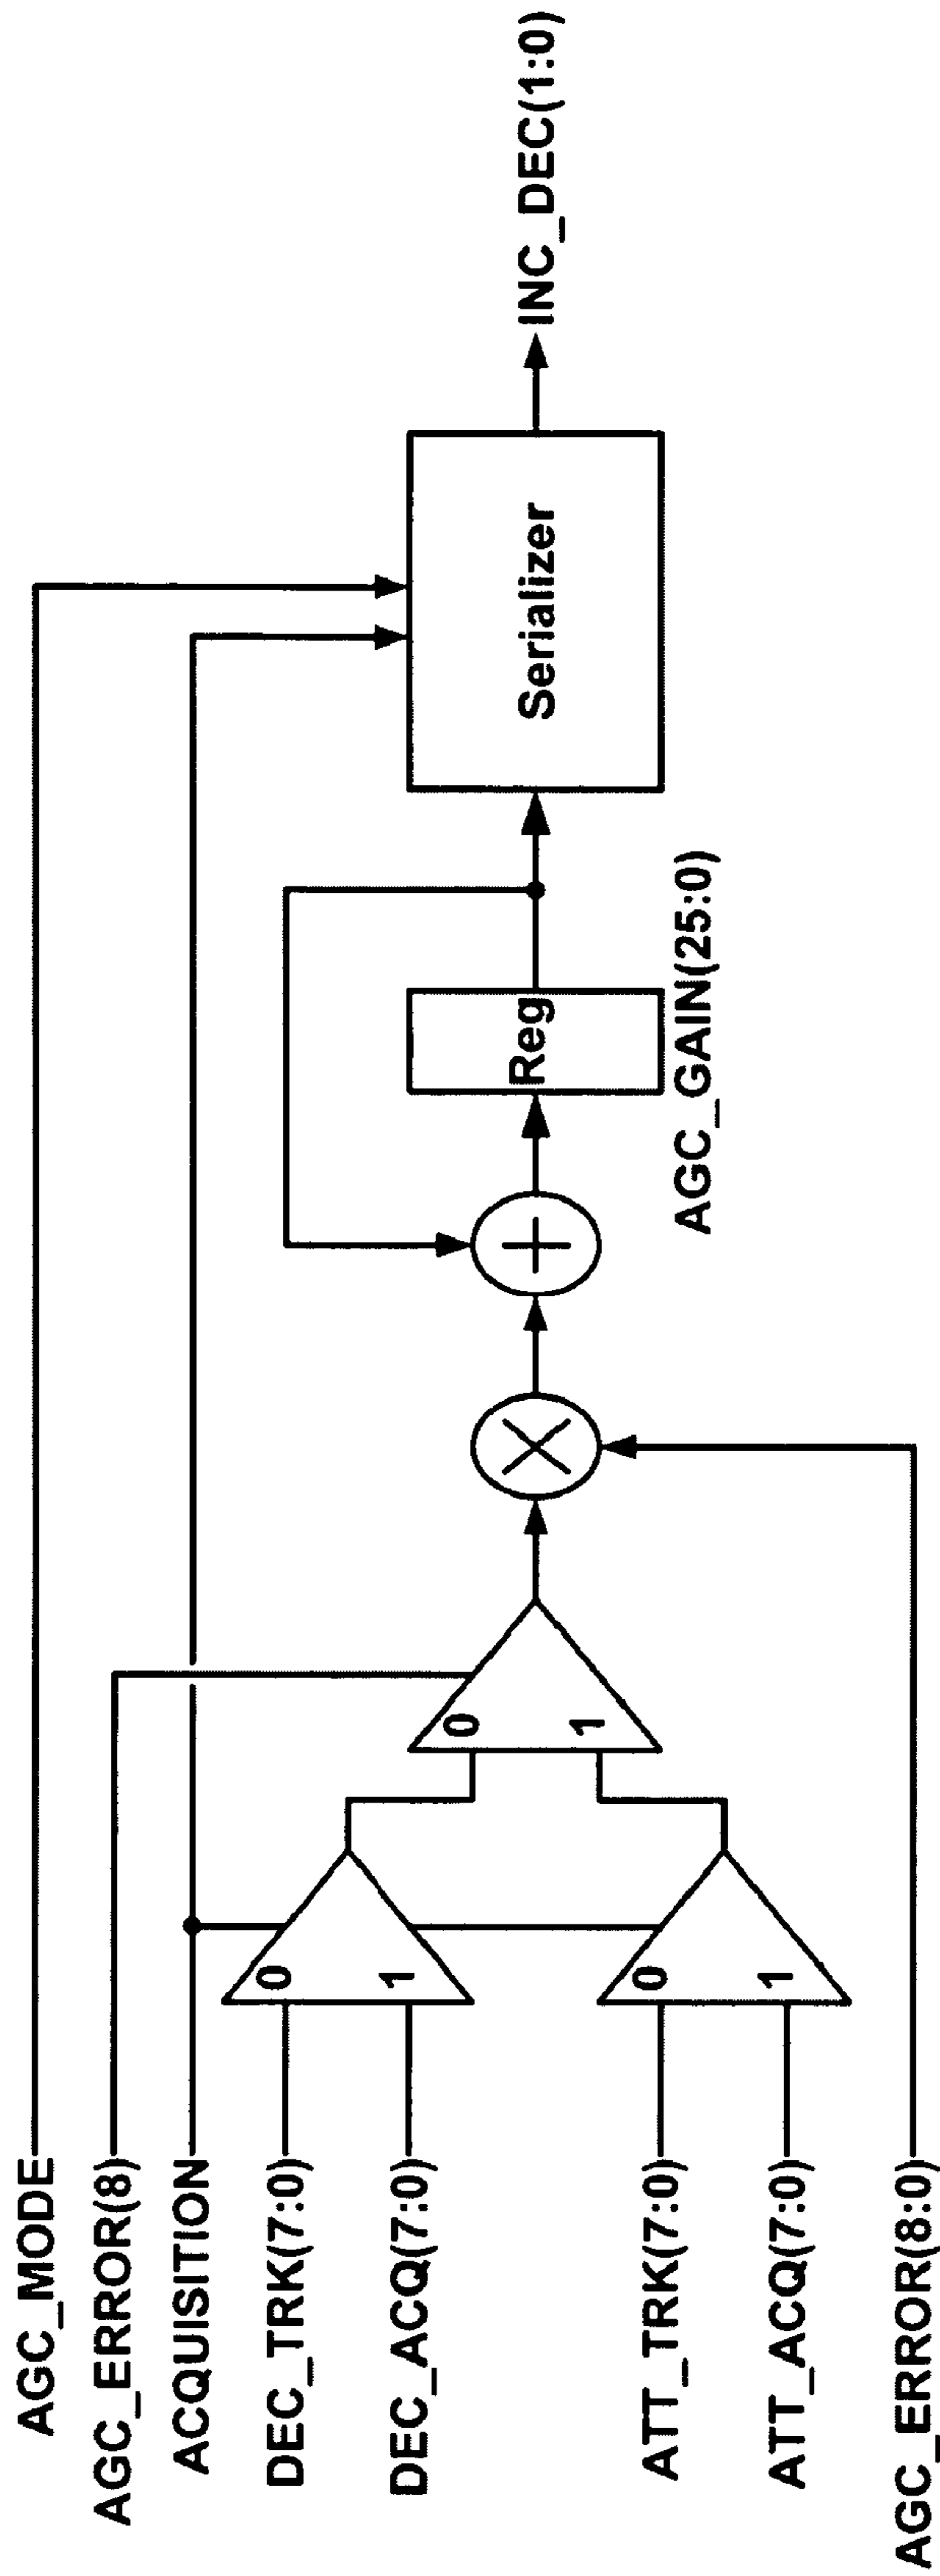 AGC_MODE
AGC_ERROR(8)
ACQUISITION
DEC_TRK(7:0)
DEC_ACQ(7:0)
ATT_TRK(7:0)
ATT_ACQ(7:0)
AGC_ERROR(8:0)
0
1
0
1
0
1
Reg
AGC_GAIN(25:0)
Serializer
INC_DEC(1:0)